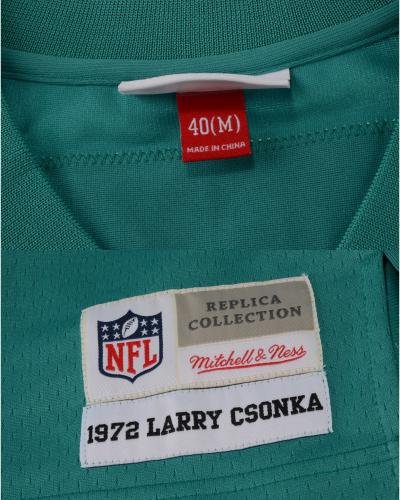 40(M)
MADE IN CHINA
REPLICA
COLLECTION
NFL
Mitchell & Ness
1972 LARRY CSONKA